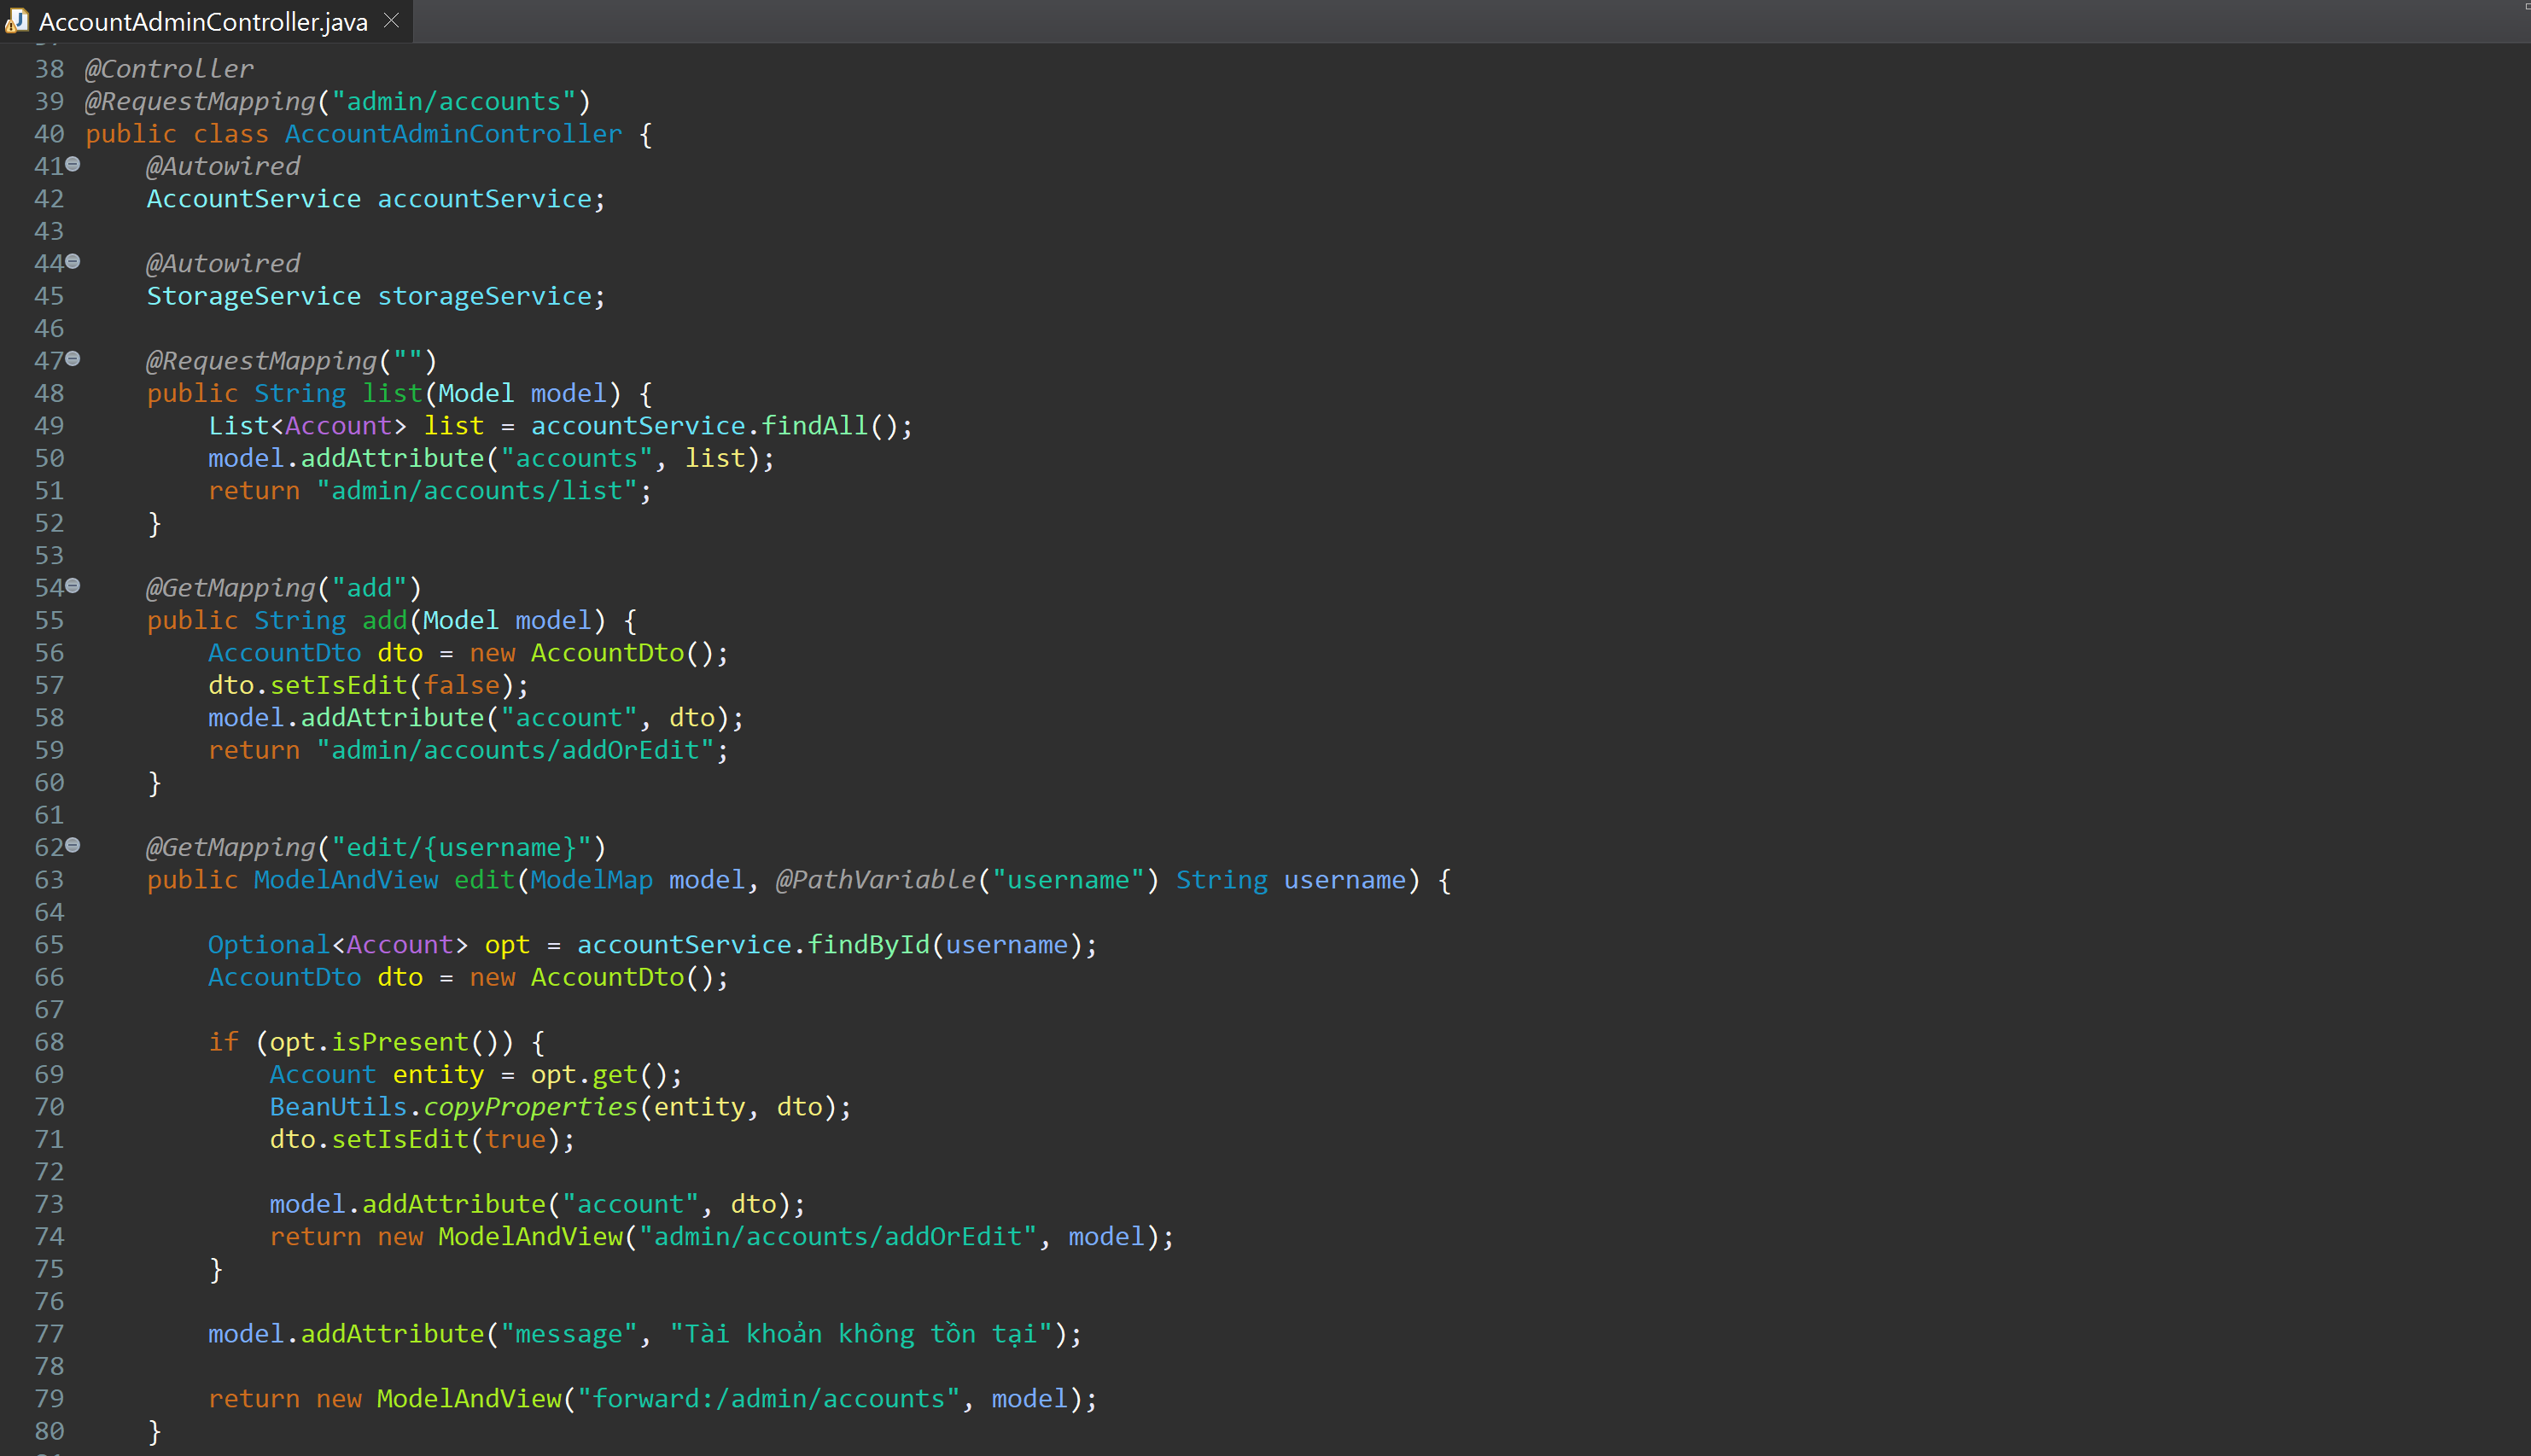 AccountAdminController.java
38 @Controller
39 @RequestMapping("admin/accounts")
40 public class AccountAdminController {
41 @Autowired
42 AccountService accountService;
43
44 @Autowired
45 StorageService storageService;
46
47 @RequestMapping("")
48 public String list(Model model) {
49 List<Account> list = accountService.findAll();
50 model.addAttribute("accounts", list);
51 return "admin/accounts/list";
52 }
53
54 @GetMapping("add")
55 public String add(Model model) {
56 AccountDto dto = new AccountDto();
57 dto.setIsEdit(false);
58 model.addAttribute("account", dto);
59 return "admin/accounts/addOrEdit";
60 }
61
62 @GetMapping("edit/{username}")
63 public ModelAndView edit(ModelMap model, @PathVariable("username") String username) {
64
65 Optional<Account> opt = accountService.findById(username);
66 AccountDto dto = new AccountDto();
67
68 if (opt.isPresent()) {
69 Account entity = opt.get();
70 BeanUtils.copyProperties(entity, dto);
71 dto.setIsEdit(true);
72
73 model.addAttribute("account", dto);
74 return new ModelAndView("admin/accounts/addOrEdit", model);
75 }
76
77 model.addAttribute("message", "Tài khoản không tồn tại");
78
79 return new ModelAndView("forward:/admin/accounts", model);
80 }